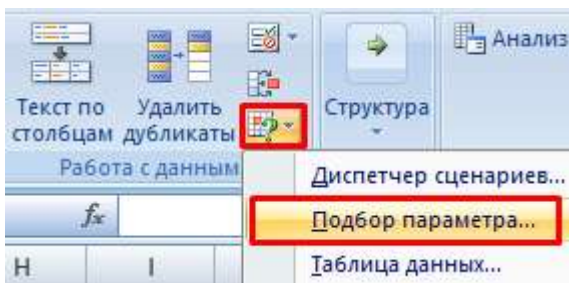 Анализ
Текст по столбцам
Удалить дубликаты
Структура
Работа с данным
Диспетчер сценариев...
fx
Подбор параметра...
H I
Таблица данных...